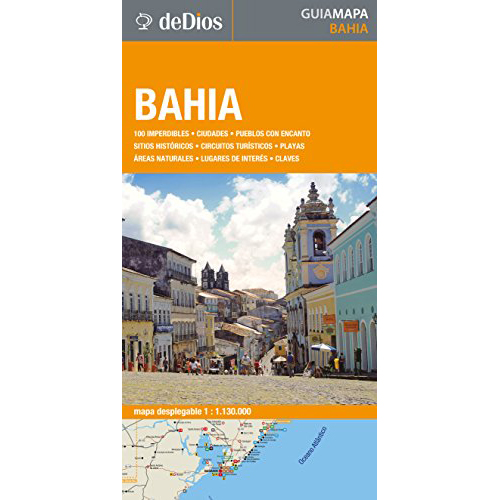 deDios
GUIAMAPA
BAHIA
BAHIA
100 IMPERDIBLES • CIUDADES • PUEBLOS CON ENCANTO
SITIOS HISTÓRICOS • CIRCUITOS TURÍSTICOS • PLAYAS
ÁREAS NATURALES • LUGARES DE INTERÉS • CLAVES
mapa desplegable 1 : 1.130.000
Oceano Atlântico